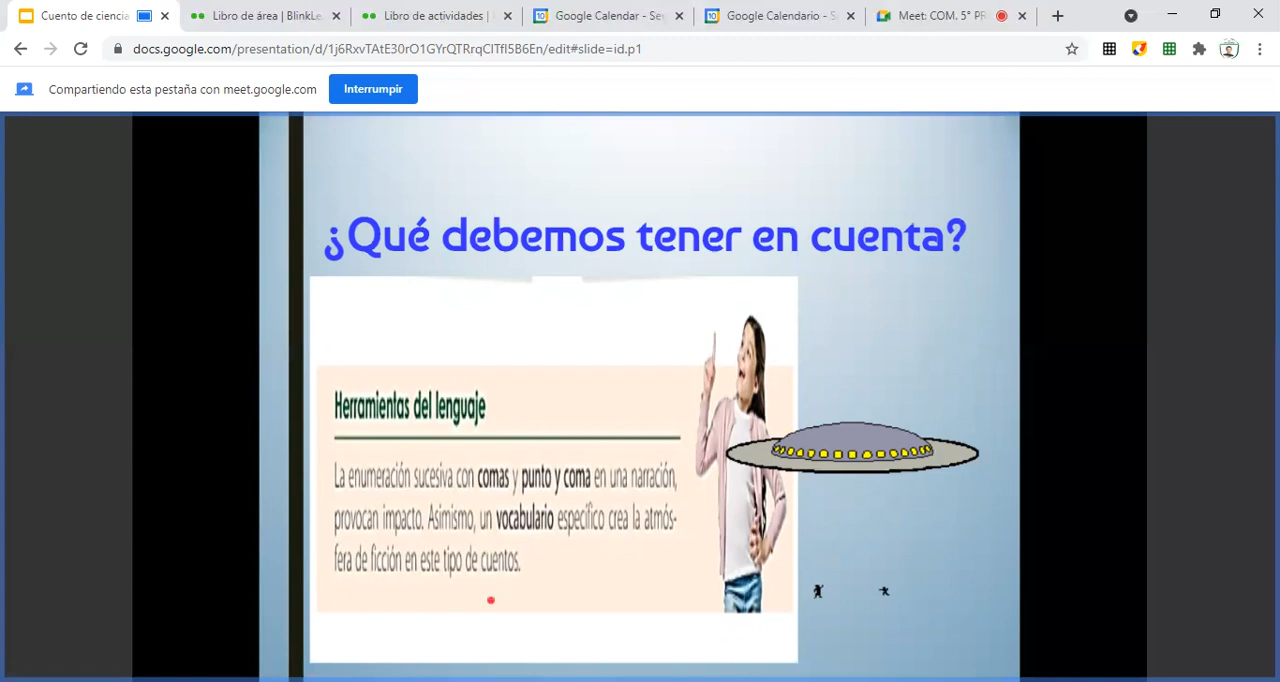 Cuento de ciencia
Libro de área | BlinkLe
Libro de actividades |
Google Calendar - Se
Google Calendario - S
Meet: COM. 5° PR
docs.google.com/presentation/d/1j6RxvTAtE30rO1GYrQTRrqClTfI5B6En/edit#slide=id.p1
Compartiendo esta pestaña con meet.google.com
Interrumpir
¿Qué debemos tener en cuenta?
Herramientas del lenguaje
La enumeración sucesiva con comas y punto y coma en una narración,
provocan impacto. Asimismo, un vocabulario específico crea la atmós-
fera de ficción en este tipo de cuentos.